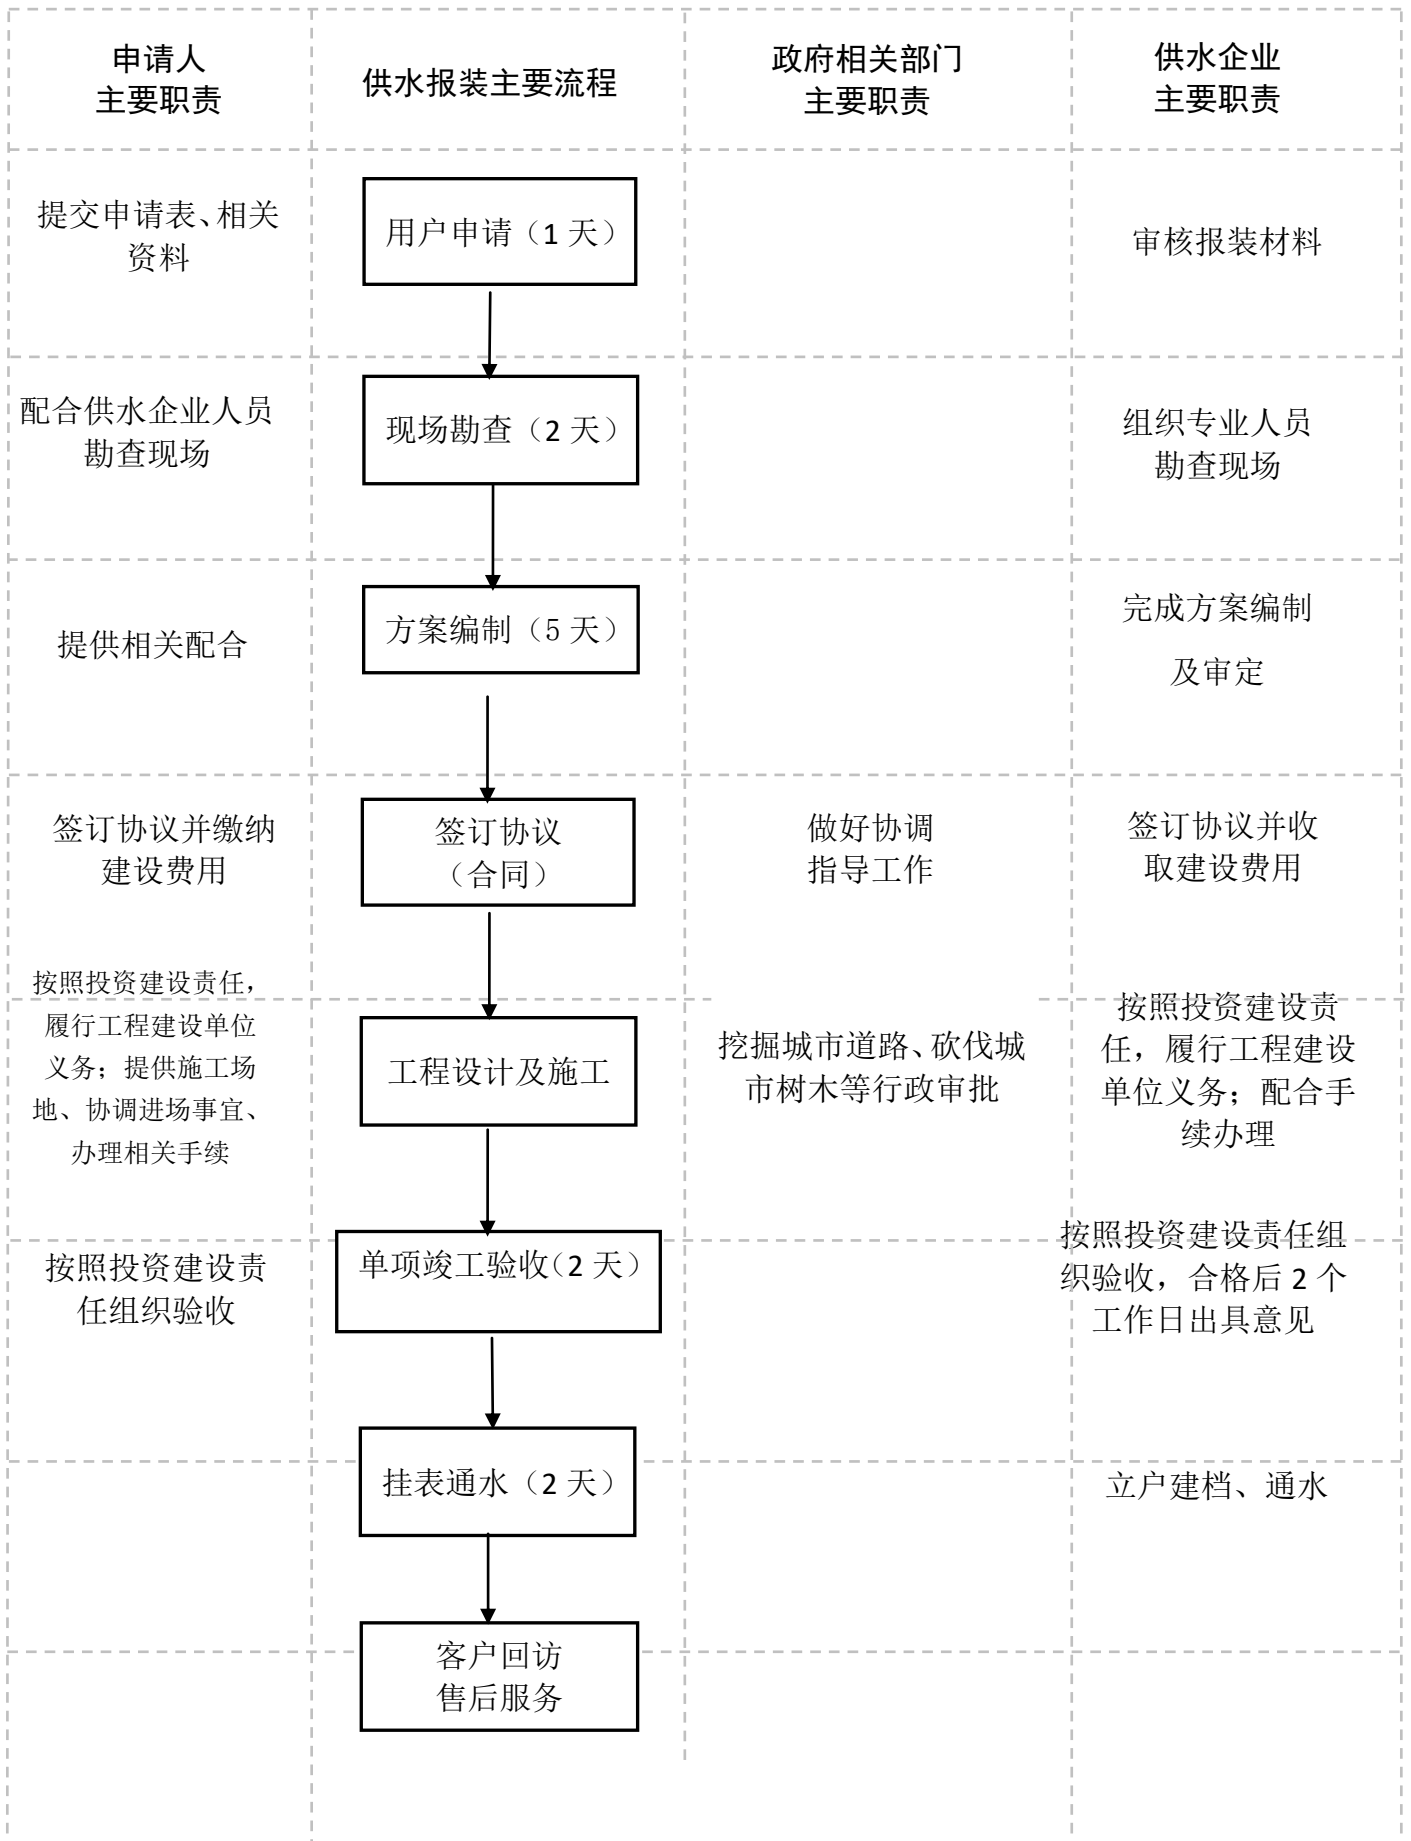 申请人
主要职责
供水报装主要流程
政府相关部门
主要职责
供水企业
主要职责
提交申请表、相关
资料
用户申请（1 天）
审核报装材料
配合供水企业人员
勘查现场
现场勘查（2 天）
组织专业人员
勘查现场
提供相关配合
方案编制（5 天）
完成方案编制
及审定
签订协议并缴纳
建设费用
签订协议
（合同）
做好协调
指导工作
签订协议并收
取建设费用
按照投资建设责任，
履行工程建设单位
义务；提供施工场
地、协调进场事宜、
办理相关手续
工程设计及施工
挖掘城市道路、砍伐城
市树木等行政审批
按照投资建设责
任，履行工程建设
单位义务；配合手
续办理
按照投资建设责
任组织验收
单项竣工验收（2 天）
按照投资建设责任组
织验收，合格后 2 个
工作日出具意见
挂表通水（2 天）
立户建档、通水
客户回访
售后服务